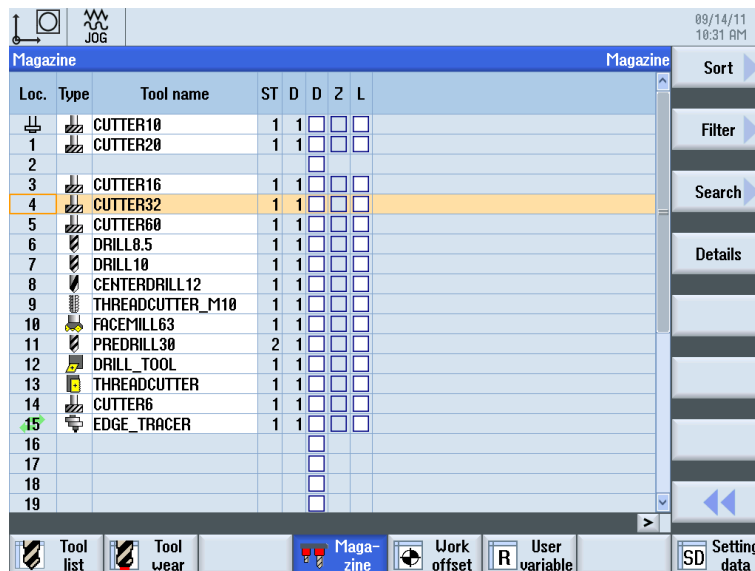 JOG
09/14/11
10:31 AM
Magazine Magazine
Loc. Type Tool name ST D D Z L
CUTTER10 1 1
1 CUTTER20 1 1
2
3 CUTTER16 1 1
4 CUTTER32 1 1
5 CUTTER60 1 1
6 DRILL8.5 1 1
7 DRILL10 1 1
8 CENTERDRILL12 1 1
9 THREADCUTTER_M10 1 1
10 FACEMILL63 1 1
11 PREDRILL30 2 1
12 DRILL_TOOL 1 1
13 THREADCUTTER 1 1
14 CUTTER6 1 1
15 EDGE_TRACER 1 1
16
17
18
19
Sort
Filter
Search
Details
>
Tool list
Tool wear
Maga-
zine
Work offset
R User variable
SD Setting data